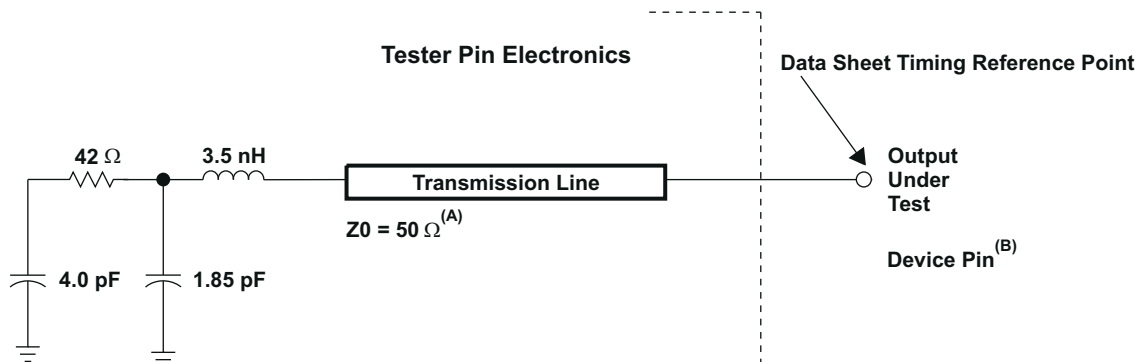 Tester Pin Electronics
Data Sheet Timing Reference Point
42 Ω
3.5 nH
Transmission Line
Output
Under
Test
Z0 = 50 Ω(A)
Device Pin(B)
4.0 pF
1.85 pF